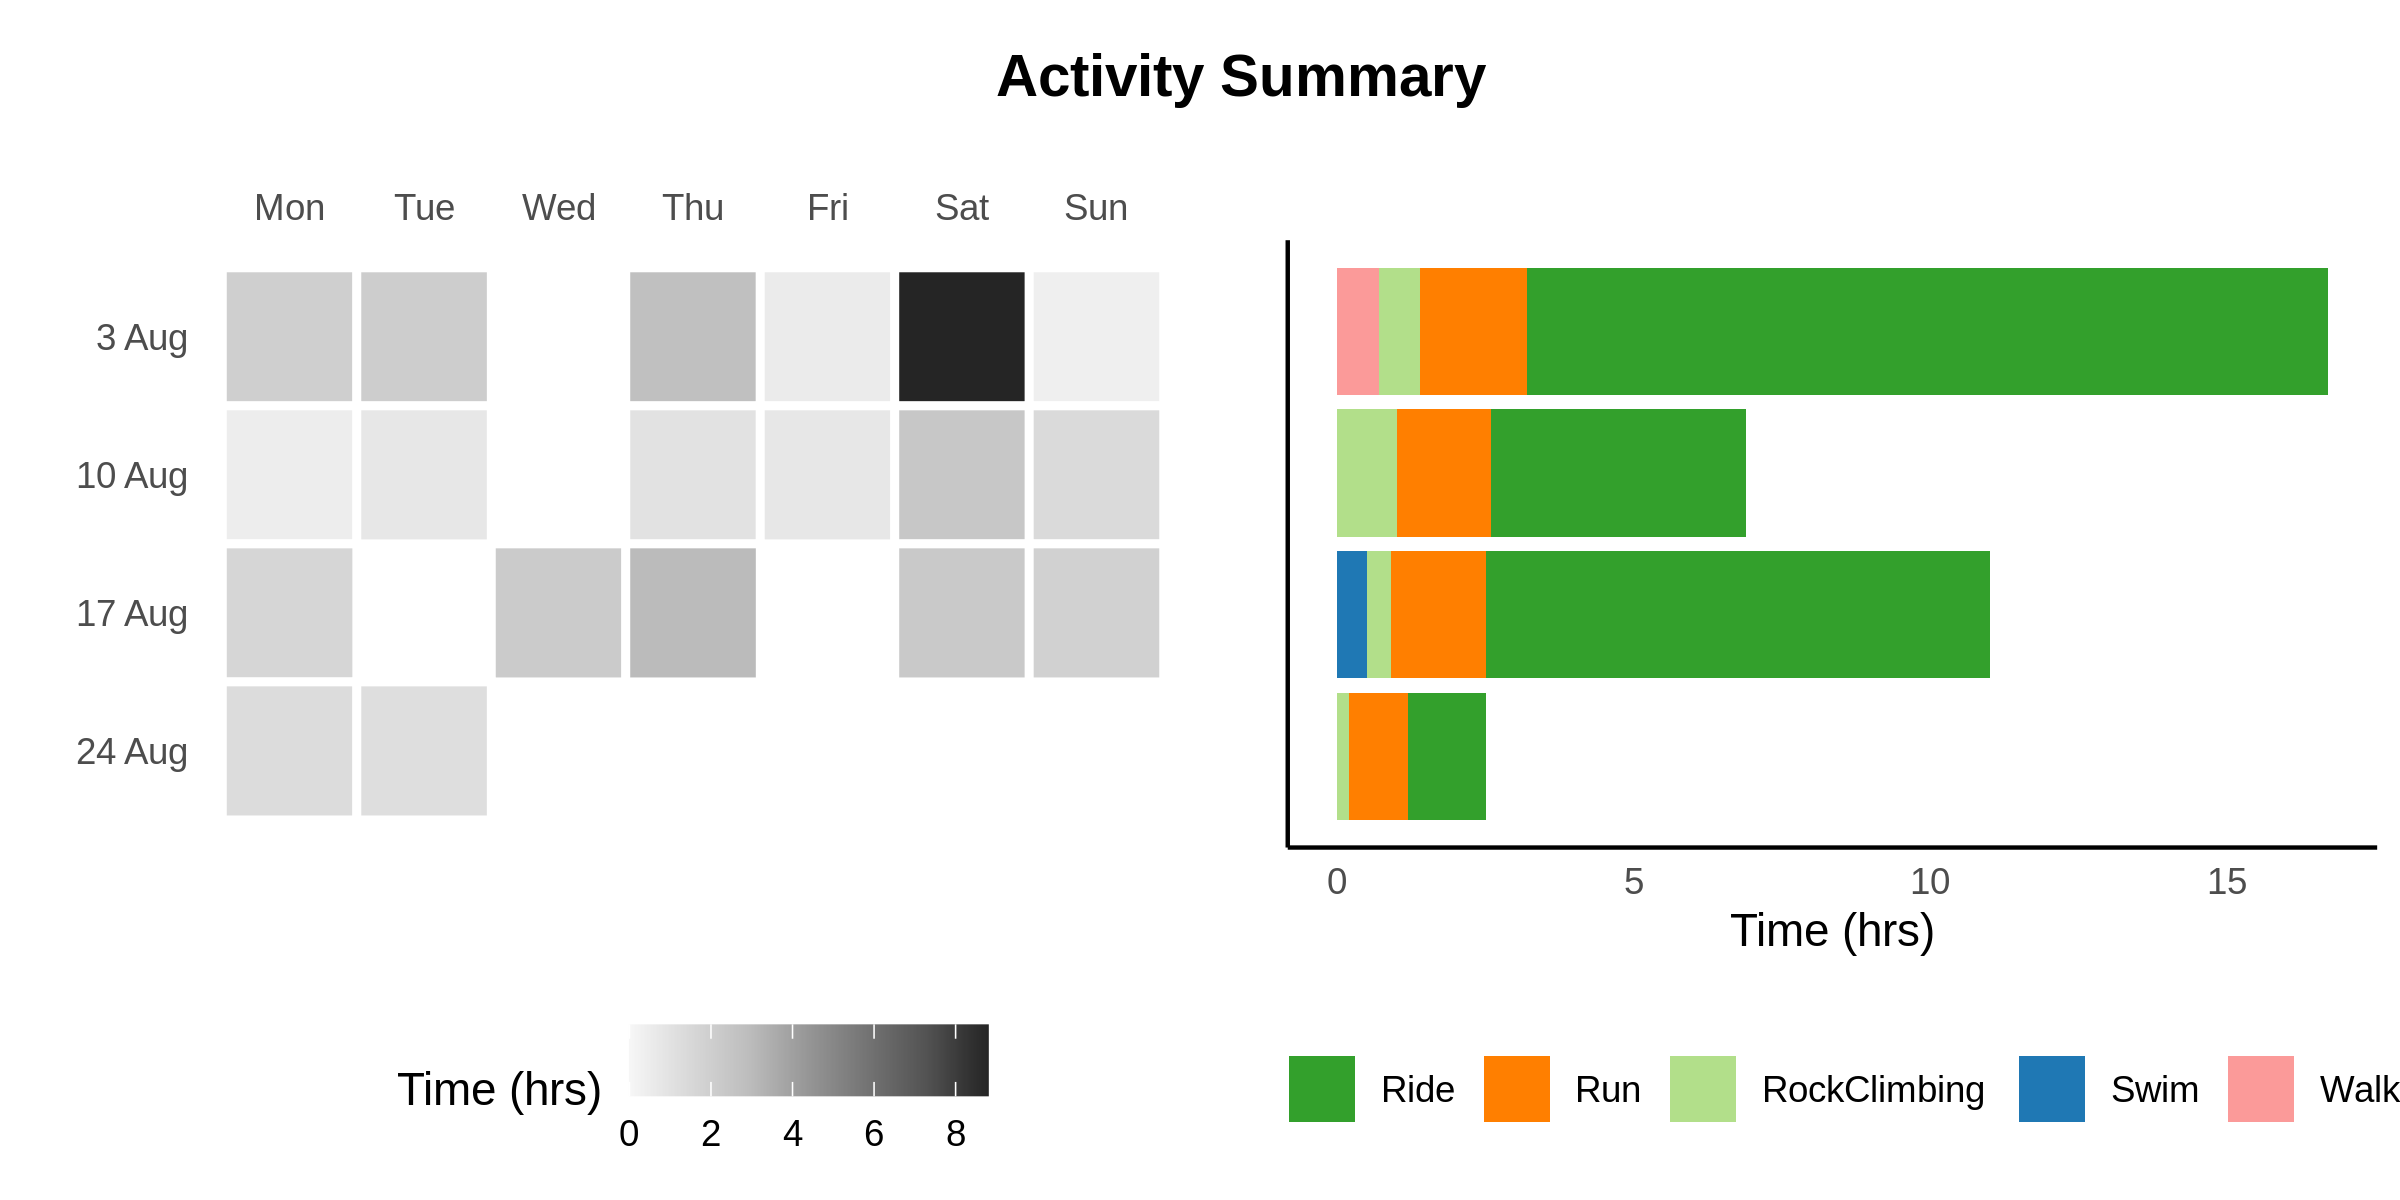 Activity Summary
Mon Tue Wed Thu Fri Sat Sun
3 Aug
10 Aug
17 Aug
24 Aug
0 5 10 15
Time (hrs)
Time (hrs)
0 2 4 6 8
Ride Run RockClimbing Swim Walk